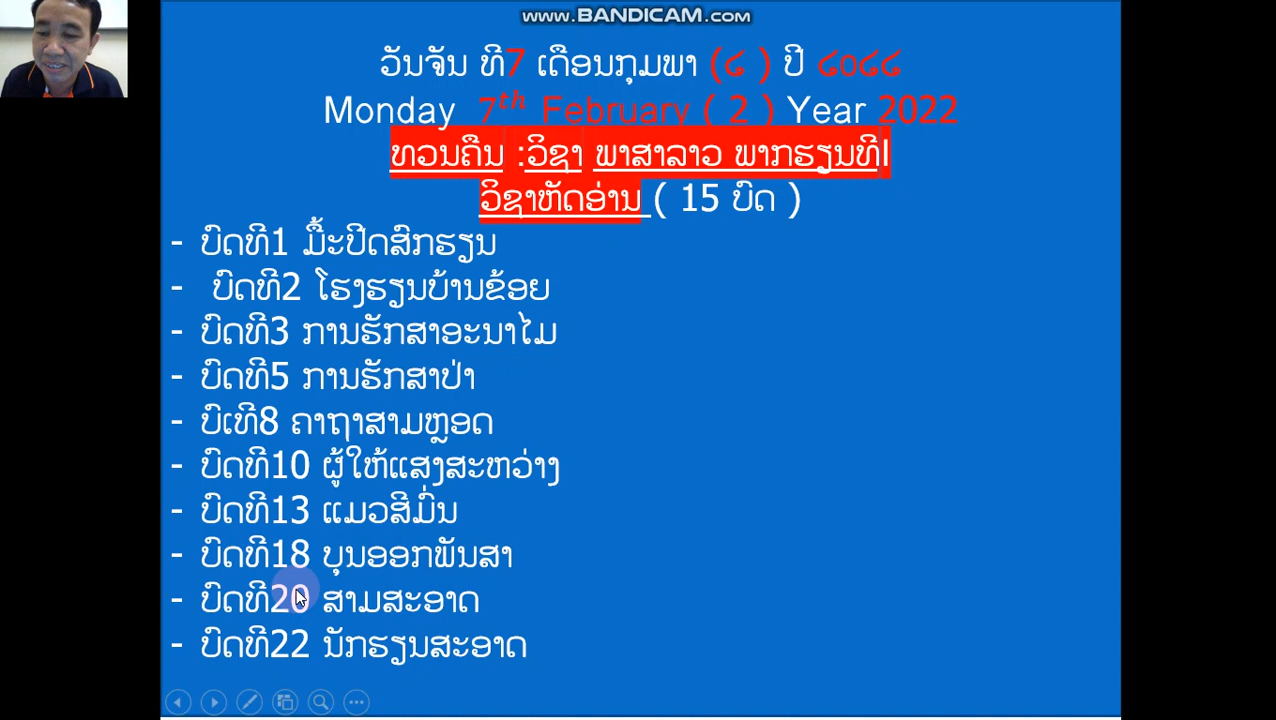 www.BANDICAM.com
ວັນຈັນ ທີ7 ເດືອນກຸມພາ (໒ ) ປີ ໒໐໒໒
Monday 7th February ( 2 ) Year 2022
ທວນຄືນ :ວິຊາ ພາສາລາວ ພາກຮຽນທີI
ວິຊາຫັດອ່ານ ( 15 ບົດ )
- ບົດທີ1 ມື້ະປິດສົກຮຽນ
- ບົດທີ2 ໂຮງຮຽນບ້ານຂ້ອຍ
- ບົດທີ3 ການຮັກສາອະນາໄມ
- ບົດທີ5 ການຮັກສາປ່າ
- ບົເທີ8 ຄາຖາສາມຫຼອດ
- ບົດທີ10 ຜູ້ໃຫ້ແສງສະຫວ່າງ
- ບົດທີ13 ແມວສີມົ່ນ
- ບົດທີ18 ບຸນອອກພັນສາ
- ບົດທີ20 ສາມສະອາດ
- ບົດທີ22 ນັກຮຽນສະອາດ